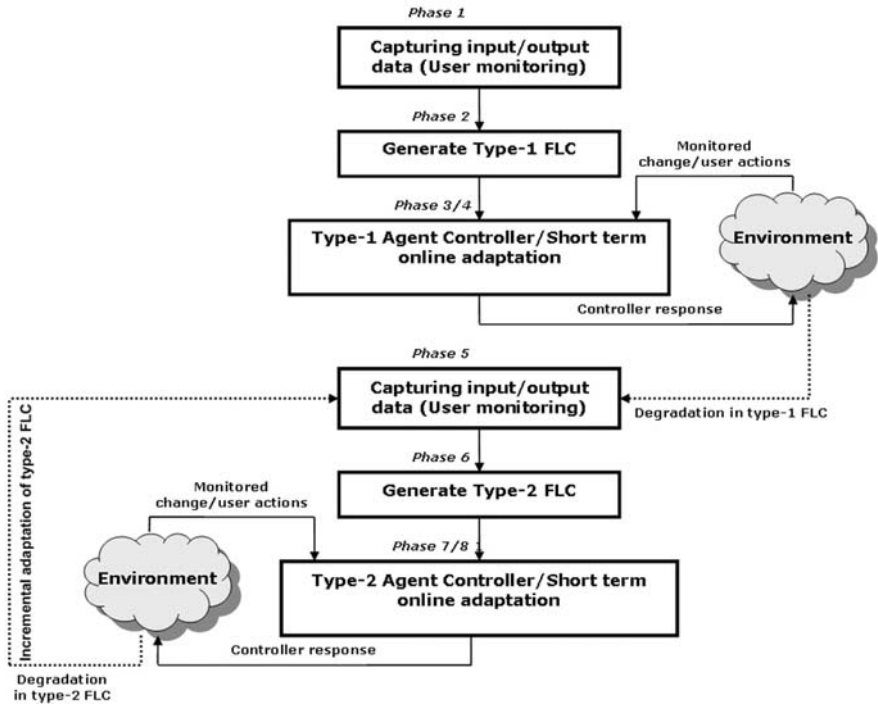 Phase 1
Capturing input/output
data (User monitoring)
Phase 2
Generate Type-1 FLC
Monitored
change/user actions
Phase 3/4
Type-1 Agent Controller/Short term
online adaptation
Environment
Controller response
Phase 5
Capturing input/output
data (User monitoring)
Degradation in type-1 FLC
Incremental adaptation of type-2 FLC
Phase 6
Generate Type-2 FLC
Monitored
change/user actions
Phase 7/8
Type-2 Agent Controller/Short term
online adaptation
Environment
Controller response
Degradation
in type-2 FLC